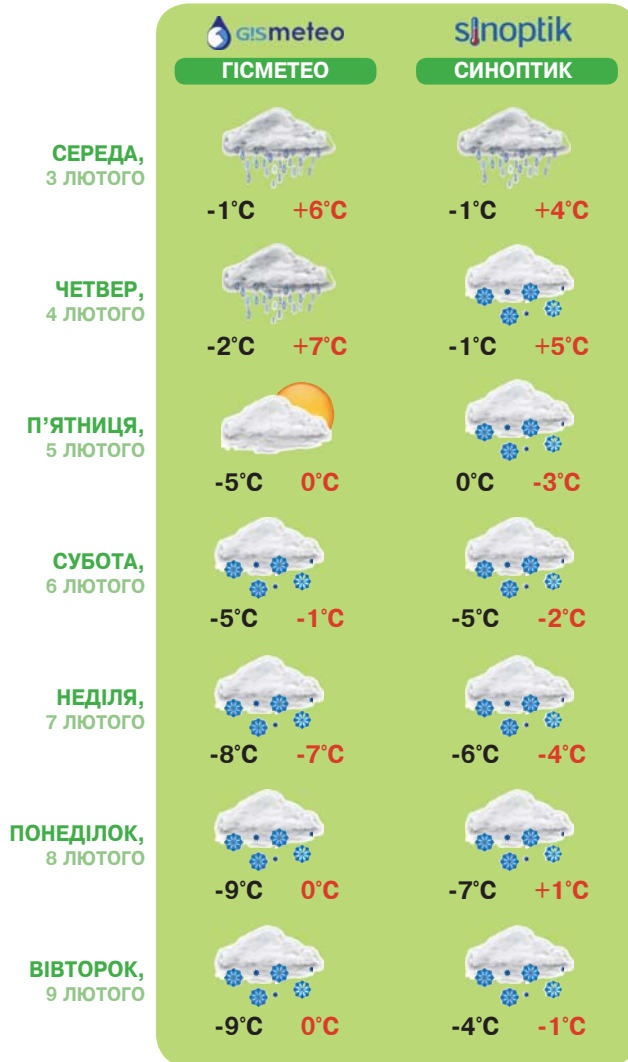 GISMETEO sinoptik
ГІСМЕТЕО СИНОПТИК
СЕРЕДА,
3 ЛЮТОГО
-1°C +6°C -1°C +4°C
ЧЕТВЕР,
4 ЛЮТОГО
-2°C +7°C -1°C +5°C
П’ЯТНИЦЯ,
5 ЛЮТОГО
-5°C 0°C 0°C -3°C
СУБОТА,
6 ЛЮТОГО
-5°C -1°C -5°C -2°C
НЕДІЛЯ,
7 ЛЮТОГО
-8°C -7°C -6°C -4°C
ПОНЕДІЛОК,
8 ЛЮТОГО
-9°C 0°C -7°C +1°C
ВІВТОРОК,
9 ЛЮТОГО
-9°C 0°C -4°C -1°C